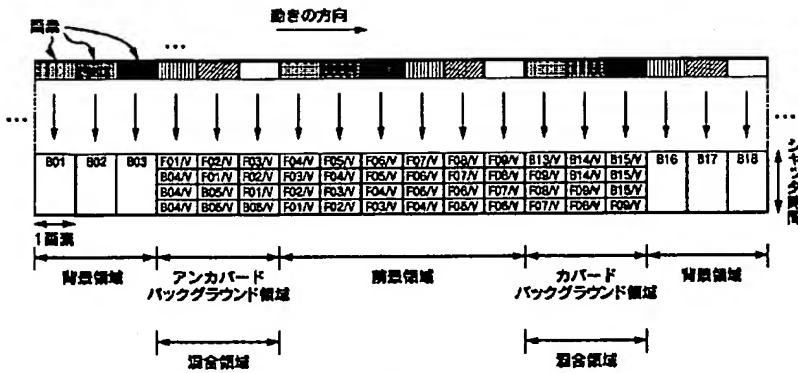 動きの方向
画素
…
…
…
B01 B02 B03 F01/V F02/V F03/V F04/V F05/V F06/V F07/V F08/V F09/V B13/V B14/V B15/V B16 B17 B18
B04/V F01/V F02/V F03/V F04/V F05/V F06/V F07/V F08/V F09/V B14/V B15/V
B04/V B05/V F01/V F02/V F03/V F04/V F05/V F06/V F07/V F08/V F09/V B15/V
B04/V B05/V B06/V F01/V F02/V F03/V F04/V F05/V F06/V F07/V F08/V F09/V
シャッタ時間
1画素
背景領域 アンカバード 前景領域 カバード 背景領域
バックグラウンド領域 バックグラウンド領域
混合領域 混合領域